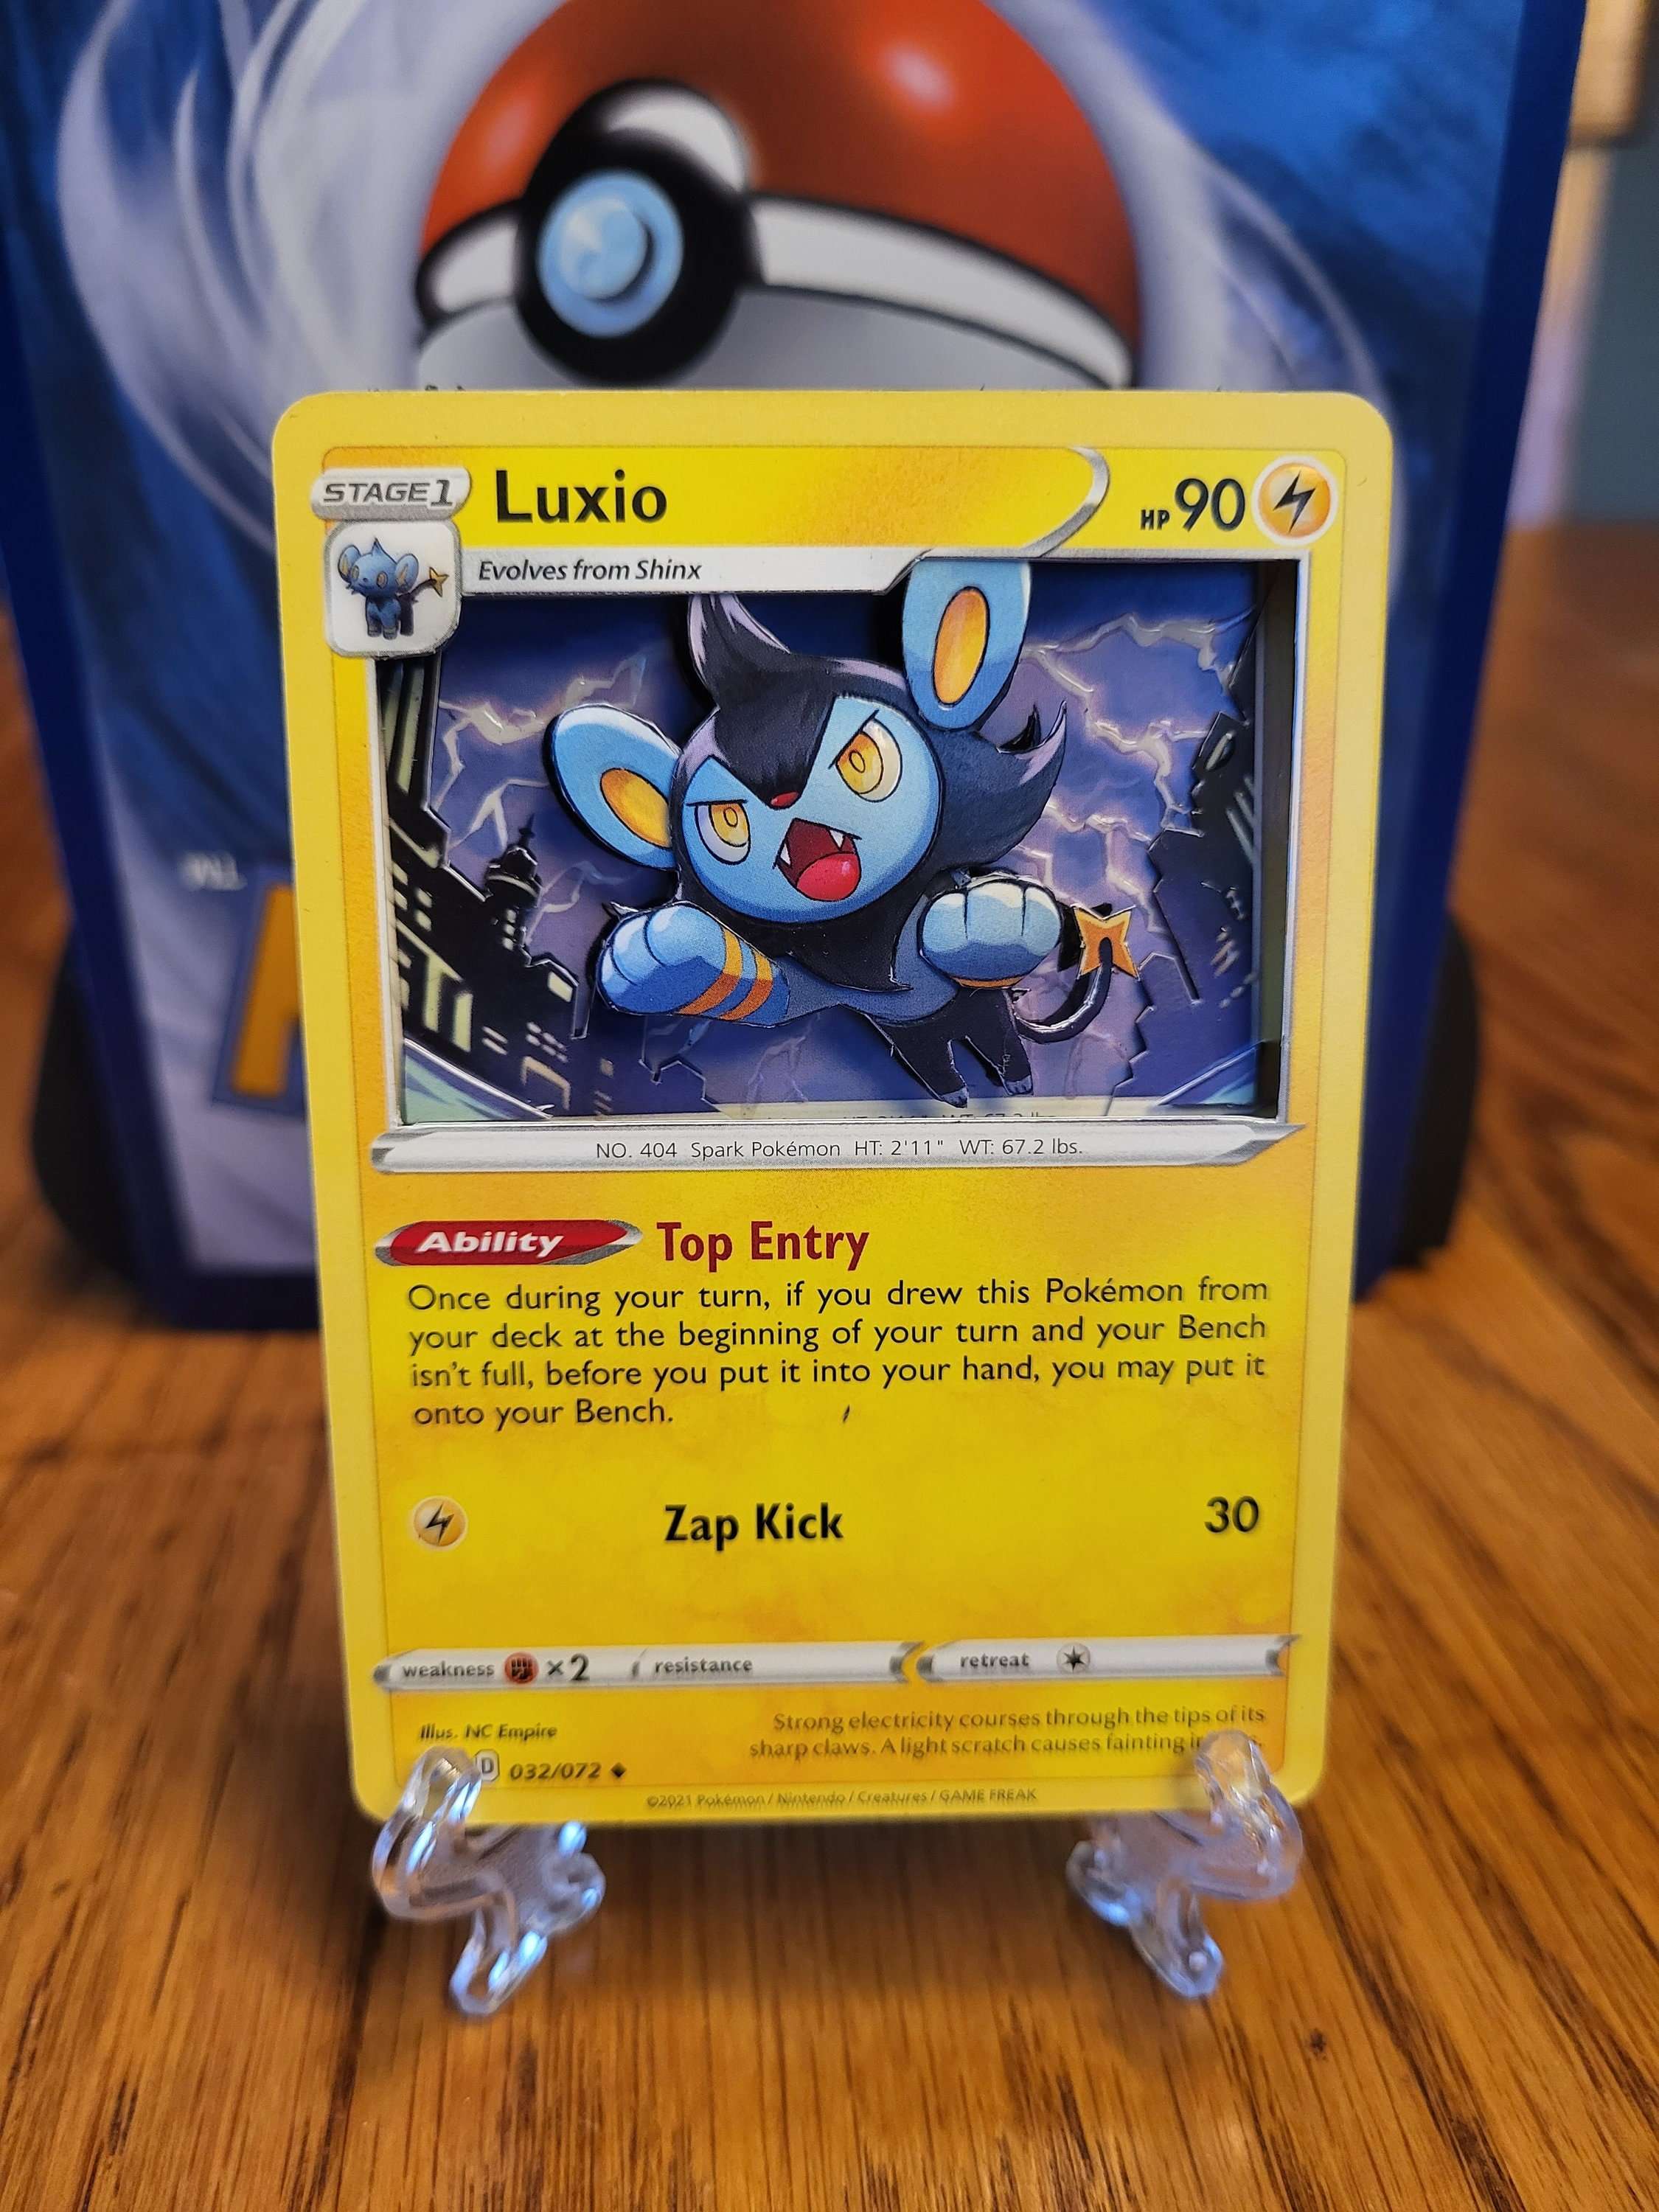 STAGE 1
Luxio
HP 90
Evolves from Shinx
NO. 404 Spark Pokémon HT: 2'11" WT: 67.2 lbs.
Ability Top Entry
Once during your turn, if you drew this Pokémon from
your deck at the beginning of your turn and your Bench
isn't full, before you put it into your hand, you may put it
onto your Bench.
Zap Kick 30
weakness ×2 resistance retreat
Illus. NC Empire
Strong electricity courses through the tips of its
sharp claws. A light scratch causes fainting
D 032/072
©2021 Pokémon / Nintendo / Creatures / GAME FREAK